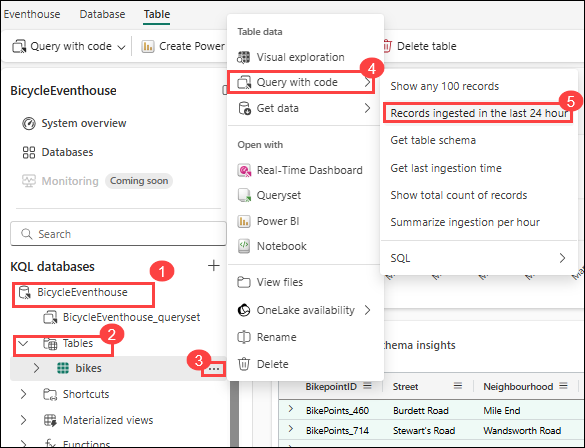 Eventhouse Database Table
Query with code
Create Power
Delete table
BicycleEventhouse
System overview
Databases
Monitoring Coming soon
Search
KQL databases
1
BicycleEventhouse
BicycleEventhouse_queryset
2
Tables
3
bikes ...
Shortcuts
Materialized views
Functions
Table data
Visual exploration
4
Query with code
Get data
Open with
Real-Time Dashboard
Queryset
Power BI
Notebook
View files
OneLake availability
Rename
Delete
Show any 100 records
5
Records ingested in the last 24 hour
Get table schema
Get last ingestion time
Show total count of records
Summarize ingestion per hour
SQL
hema insights
BikepointID Street Neighbourhood
BikePoints_460 Burdett Road Mile End
BikePoints_714 Stewart's Road Wandsworth Road